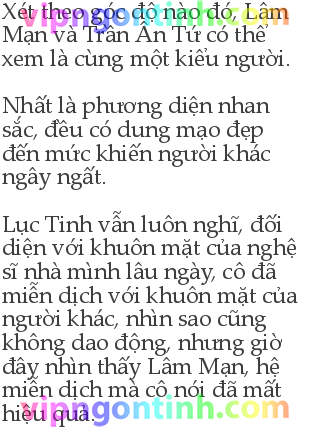 Xét theo góc độ nào đó, Lâm
Mạn và Trần Ấn Tứ có thể
xem là cùng một kiểu người.
Nhất là phương diện nhan
sắc, đều có dung mạo đẹp
đến mức khiến người khác
ngây ngất.
Lục Tinh vẫn luôn nghĩ, đối
diện với khuôn mặt của nghệ
sĩ nhà mình lâu ngày, cô đã
miễn dịch với khuôn mặt của
người khác, nhìn sao cũng
không dao động, nhưng giờ
đây nhìn thấy Lâm Mạn, hệ
miễn dịch mà cô nói đã mất
hiệu quả.
vipngontinh.com
vipngontinh.com